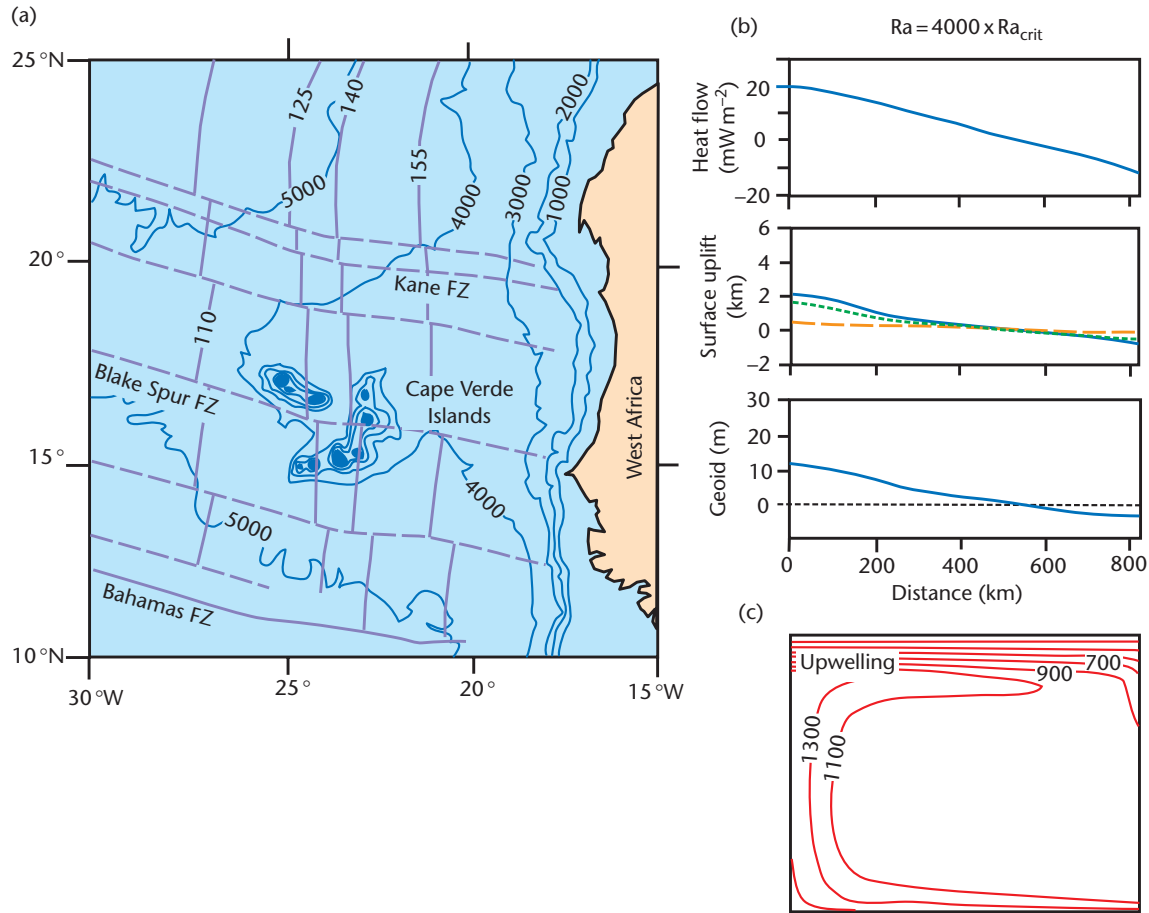 (a)
25 °N
20 °
15 °
10 °N
30 °W
25 °
20 °
15 °W
125
140
155
110
5000
4000
3000
2000
1000
Kane FZ
Blake Spur FZ
Cape Verde
Islands
West Africa
4000
5000
Bahamas FZ
(b)
Ra = 4000 x Ra_crit
Heat flow
(mW m⁻²)
20
0
−20
Surface uplift
(km)
6
4
2
0
−2
Geoid (m)
30
20
10
0
0 200 400 600 800
Distance (km)
(c)
Upwelling
700
900
1300
1100